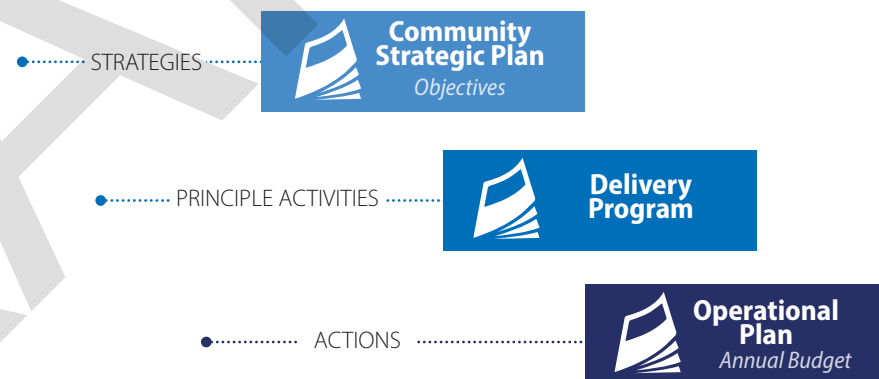 STRATEGIES
Community
Strategic Plan
Objectives
PRINCIPLE ACTIVITIES
Delivery
Program
ACTIONS
Operational
Plan
Annual Budget